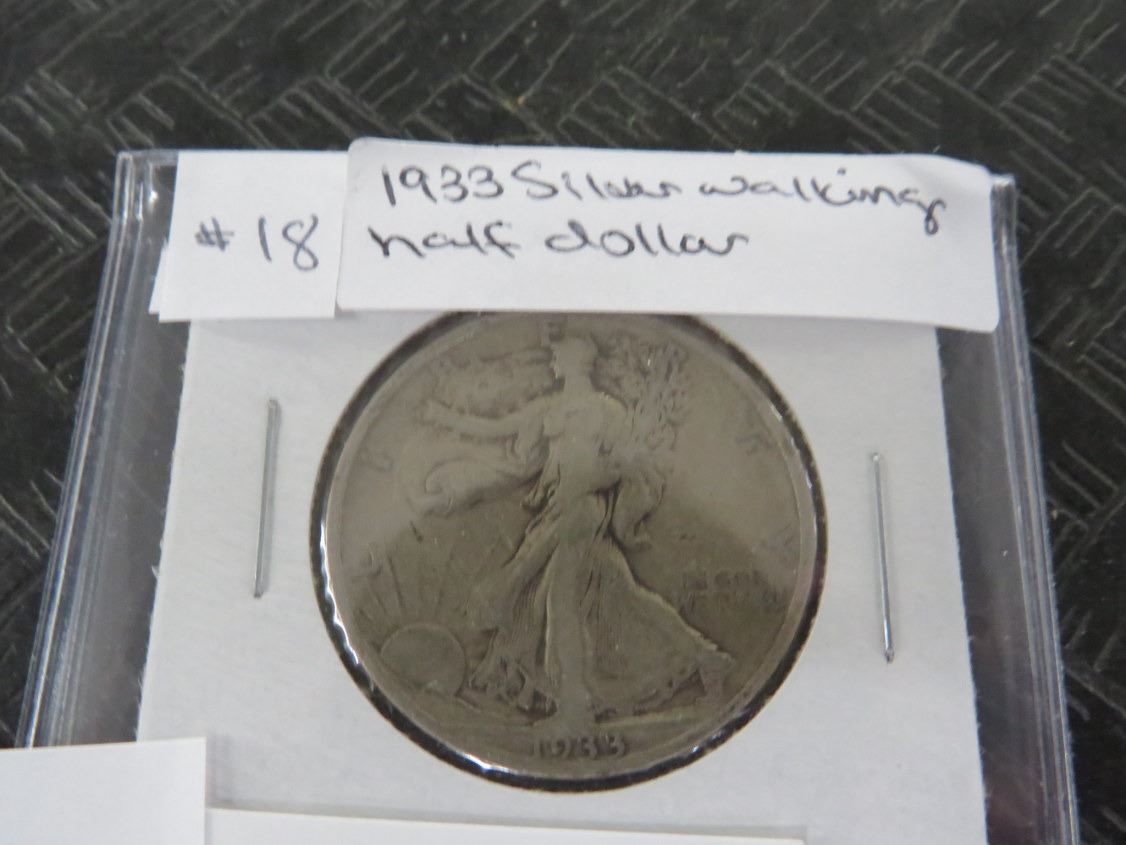 #18
1933 Silver walking
half dollar
1933